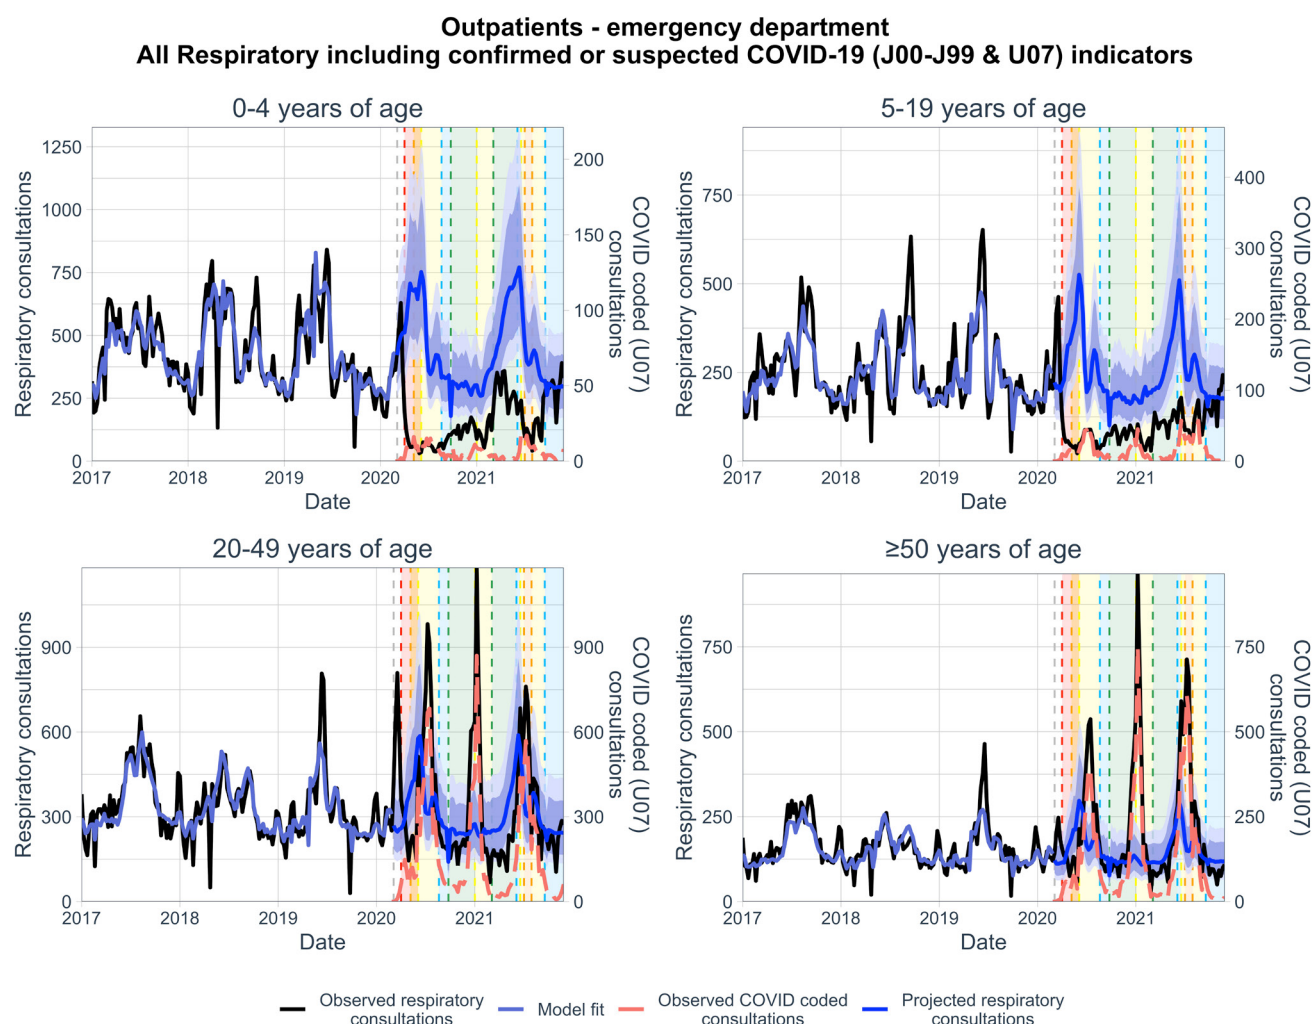 Outpatients - emergency department
All Respiratory including confirmed or suspected COVID-19 (J00-J99 & U07) indicators
0-4 years of age
Respiratory consultations
1250
1000
750
500
250
0
200
150
100
50
0
COVID coded (U07)
consultations
2017 2018 2019 2020 2021
Date
5-19 years of age
Respiratory consultations
750
500
250
0
400
300
200
100
0
COVID coded (U07)
consultations
2017 2018 2019 2020 2021
Date
20-49 years of age
Respiratory consultations
900
600
300
0
900
600
300
0
COVID coded (U07)
consultations
2017 2018 2019 2020 2021
Date
≥50 years of age
Respiratory consultations
750
500
250
0
750
500
250
0
COVID coded (U07)
consultations
2017 2018 2019 2020 2021
Date
Observed respiratory
consultations
Model fit
Observed COVID coded
consultations
Projected respiratory
consultations